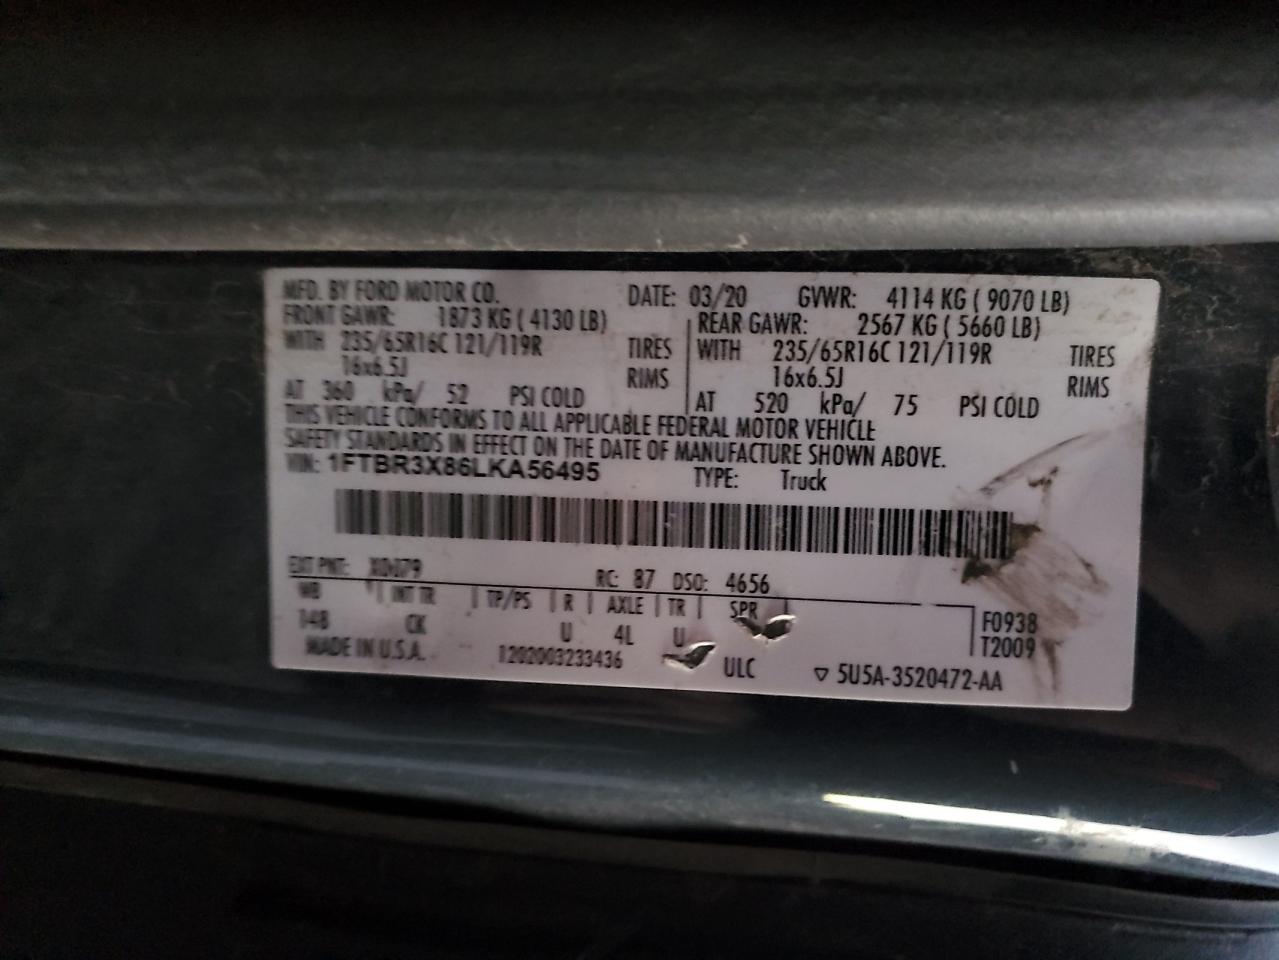 MFD. BY FORD MOTOR CO. DATE: 03/20 GVWR: 4114 KG ( 9070 LB)
FRONT GAWR: 1873 KG ( 4130 LB) REAR GAWR: 2567 KG ( 5660 LB)
WITH 235/65R16C 121/119R TIRES WITH 235/65R16C 121/119R TIRES
16x6.5J RIMS 16x6.5J RIMS
AT 360 kPa/ 52 PSI COLD AT 520 kPa/ 75 PSI COLD
THIS VEHICLE CONFORMS TO ALL APPLICABLE FEDERAL MOTOR VEHICLE
SAFETY STANDARDS IN EFFECT ON THE DATE OF MANUFACTURE SHOWN ABOVE.
VIN: 1FTBR3X86LKA56495 TYPE: Truck
EXT PNT: RC: 87 DSO: 4656
WB INT TR TP/PS R AXLE TR SPR F0938
148 CK U 4L U T2009
MADE IN U.S.A. 1202003233436 ULC ▽ 5U5A-3520472-AA